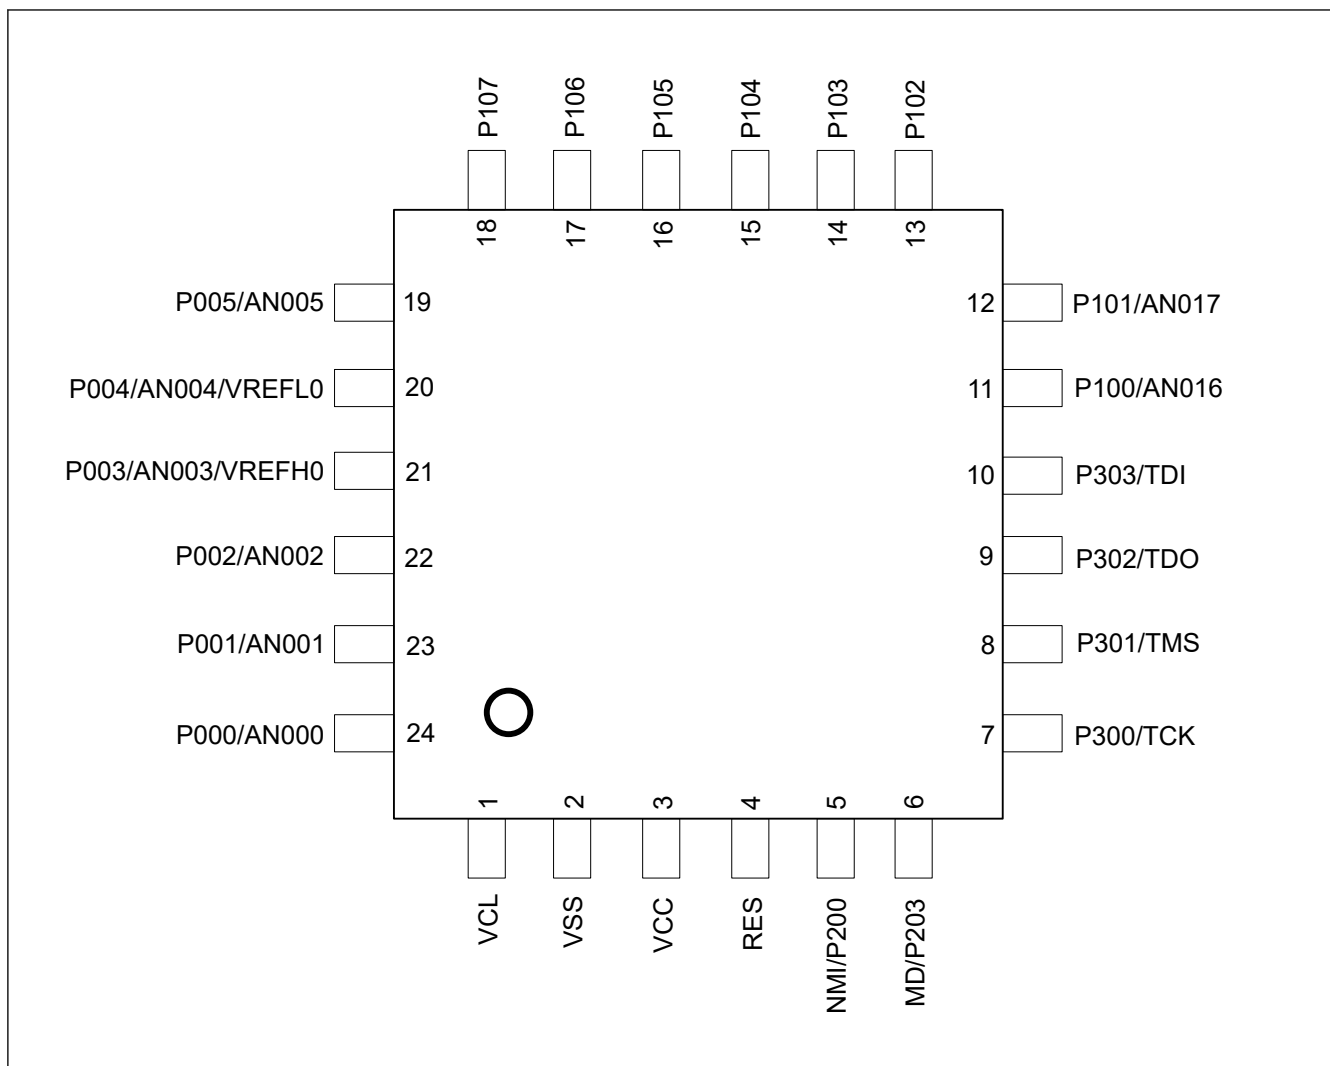 P107
P106
P105
P104
P103
P102
18
17
16
15
14
13
P005/AN005
19
12
P101/AN017
P004/AN004/VREFL0
20
11
P100/AN016
P003/AN003/VREFH0
21
10
P303/TDI
P002/AN002
22
9
P302/TDO
P001/AN001
23
8
P301/TMS
P000/AN000
24
7
P300/TCK
1
2
3
4
5
6
VCL
VSS
VCC
RES
NMI/P200
MD/P203